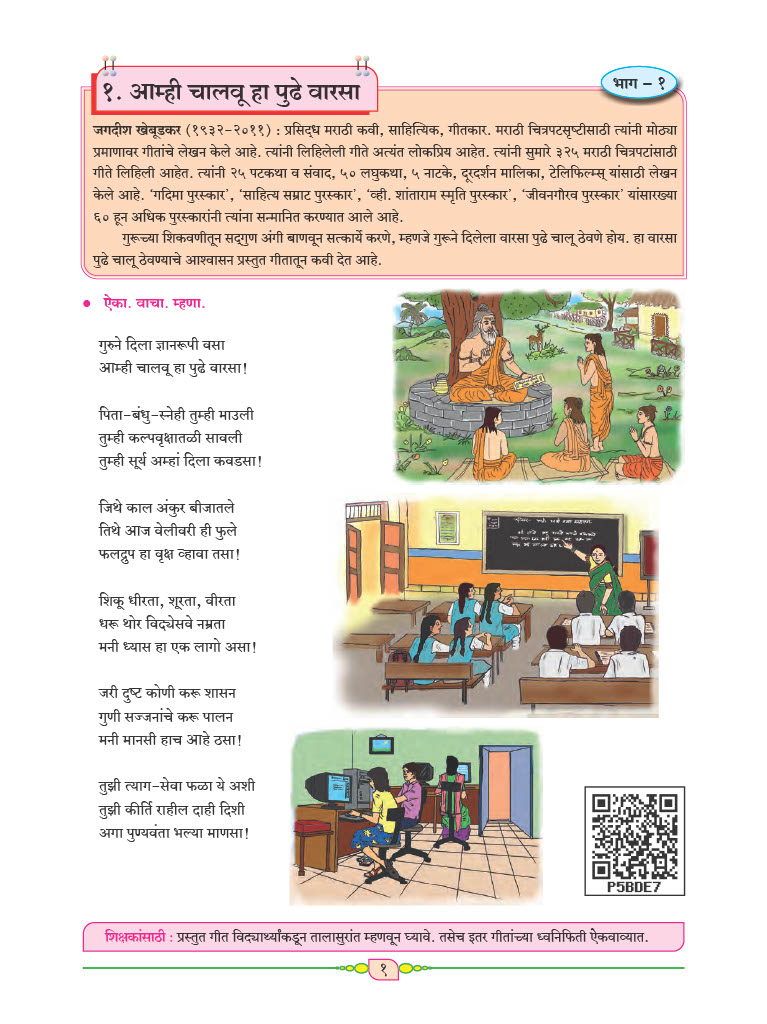 १. आम्ही चालवू हा पुढे वारसा
भाग – १
जगदीश खेबूडकर (१९३२-२०११) : प्रसिद्ध मराठी कवी, साहित्यिक, गीतकार. मराठी चित्रपटसृष्टीसाठी त्यांनी मोठ्या
प्रमाणावर गीतांचे लेखन केले आहे. त्यांनी लिहिलेली गीते अत्यंत लोकप्रिय आहेत. त्यांनी सुमारे ३२५ मराठी चित्रपटांसाठी
गीते लिहिली आहेत. त्यांनी २५ पटकथा व संवाद, ५० लघुकथा, ५ नाटके, दूरदर्शन मालिका, टेलिफिल्म्स् यांसाठी लेखन
केले आहे. ‘गदिमा पुरस्कार’, ‘साहित्य सम्राट पुरस्कार’, ‘व्ही. शांताराम स्मृति पुरस्कार’, ‘जीवनगौरव पुरस्कार’ यांसारख्या
६० हून अधिक पुरस्कारांनी त्यांना सन्मानित करण्यात आले आहे.
गुरूच्या शिकवणीतून सद्गुण अंगी बाणवून सत्कार्ये करणे, म्हणजे गुरूने दिलेला वारसा पुढे चालू ठेवणे होय. हा वारसा
पुढे चालू ठेवण्याचे आश्वासन प्रस्तुत गीतातून कवी देत आहे.
• ऐका. वाचा. म्हणा.
गुरुने दिला ज्ञानरूपी वसा
आम्ही चालवू हा पुढे वारसा!
पिता-बंधु-स्नेही तुम्ही माउली
तुम्ही कल्पवृक्षातळी सावली
तुम्ही सूर्य अम्हां दिला कवडसा!
जिथे काल अंकुर बीजातले
तिथे आज वेलीवरी ही फुले
फलद्रुप हा वृक्ष व्हावा तसा!
शिकू धीरता, शूरता, वीरता
धरू थोर विद्येसवे नम्रता
मनी ध्यास हा एक लागो असा!
जरी दुष्ट कोणी करू शासन
गुणी सज्जनांचे करू पालन
मनी मानसी हाच आहे ठसा!
तुझी त्याग-सेवा फळा ये अशी
तुझी कीर्ति राहील दाही दिशी
अगा पुण्यवंता भल्या माणसा!
P5BDE7
शिक्षकांसाठी : प्रस्तुत गीत विद्यार्थ्यांकडून तालासुरांत म्हणवून घ्यावे. तसेच इतर गीतांच्या ध्वनिफिती ऐकवाव्यात.
१